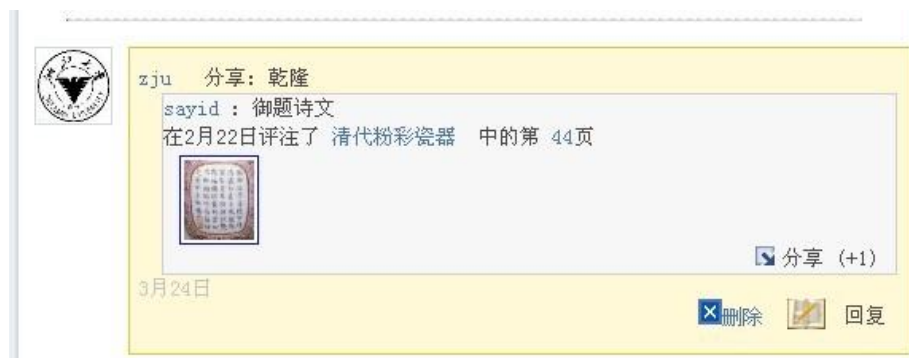 zju 分享: 乾隆
sayid : 御题诗文
在2月22日评注了 清代粉彩瓷器 中的第 44页
分享 (+1)
3月24日
删除 回复